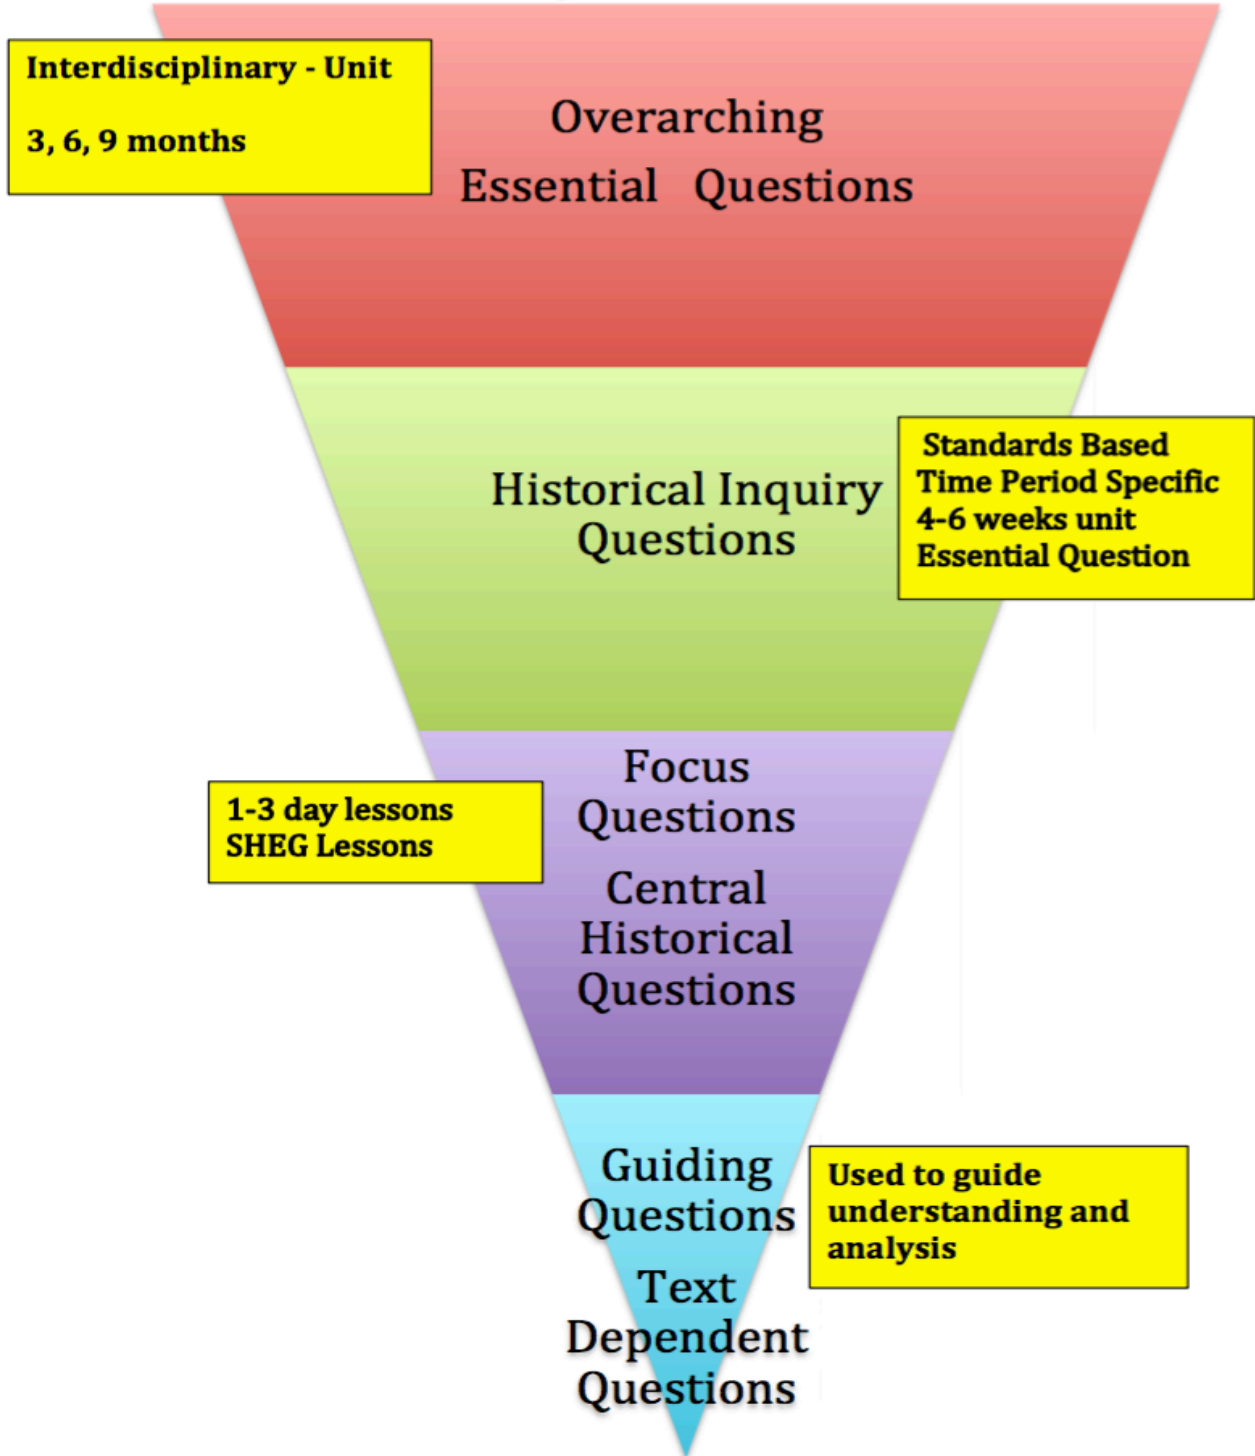 Interdisciplinary - Unit
3, 6, 9 months
Overarching
Essential Questions
Historical Inquiry
Questions
Standards Based
Time Period Specific
4-6 weeks unit
Essential Question
Focus
Questions
Central
Historical
Questions
1-3 day lessons
SHEG Lessons
Guiding
Questions
Text
Dependent
Questions
Used to guide
understanding and
analysis